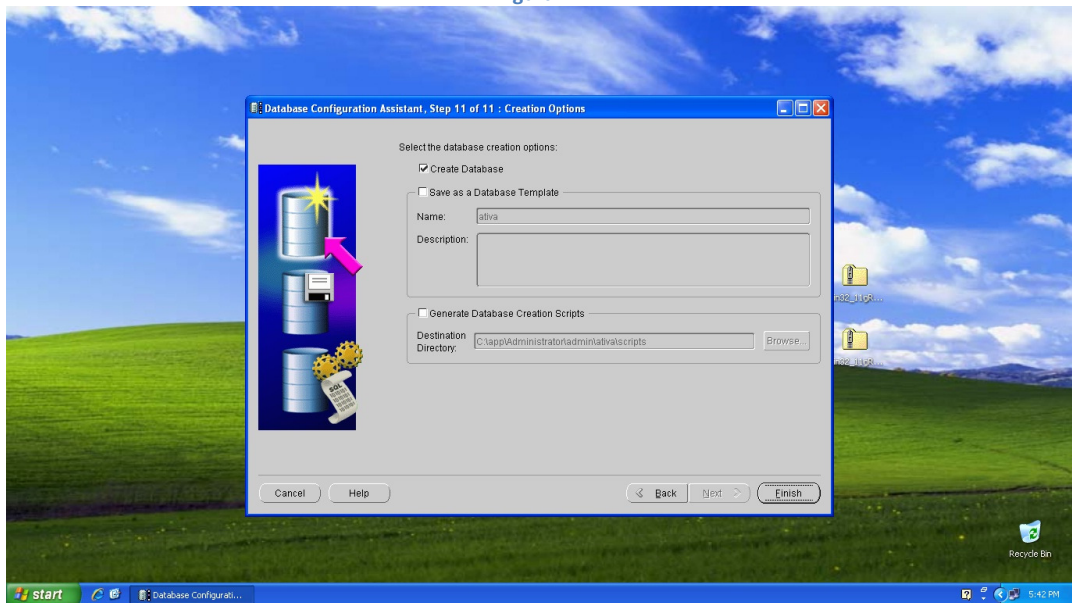 Database Configuration Assistant, Step 11 of 11 : Creation Options
Select the database creation options:
Create Database
Save as a Database Template
Name: ativa
Description:
Generate Database Creation Scripts
Destination Directory: C:\app\Administrator\admin\ativa\scripts Browse...
SQL
Cancel Help Back Next Finish
Recycle Bin
start Database Configurati... 5:42 PM